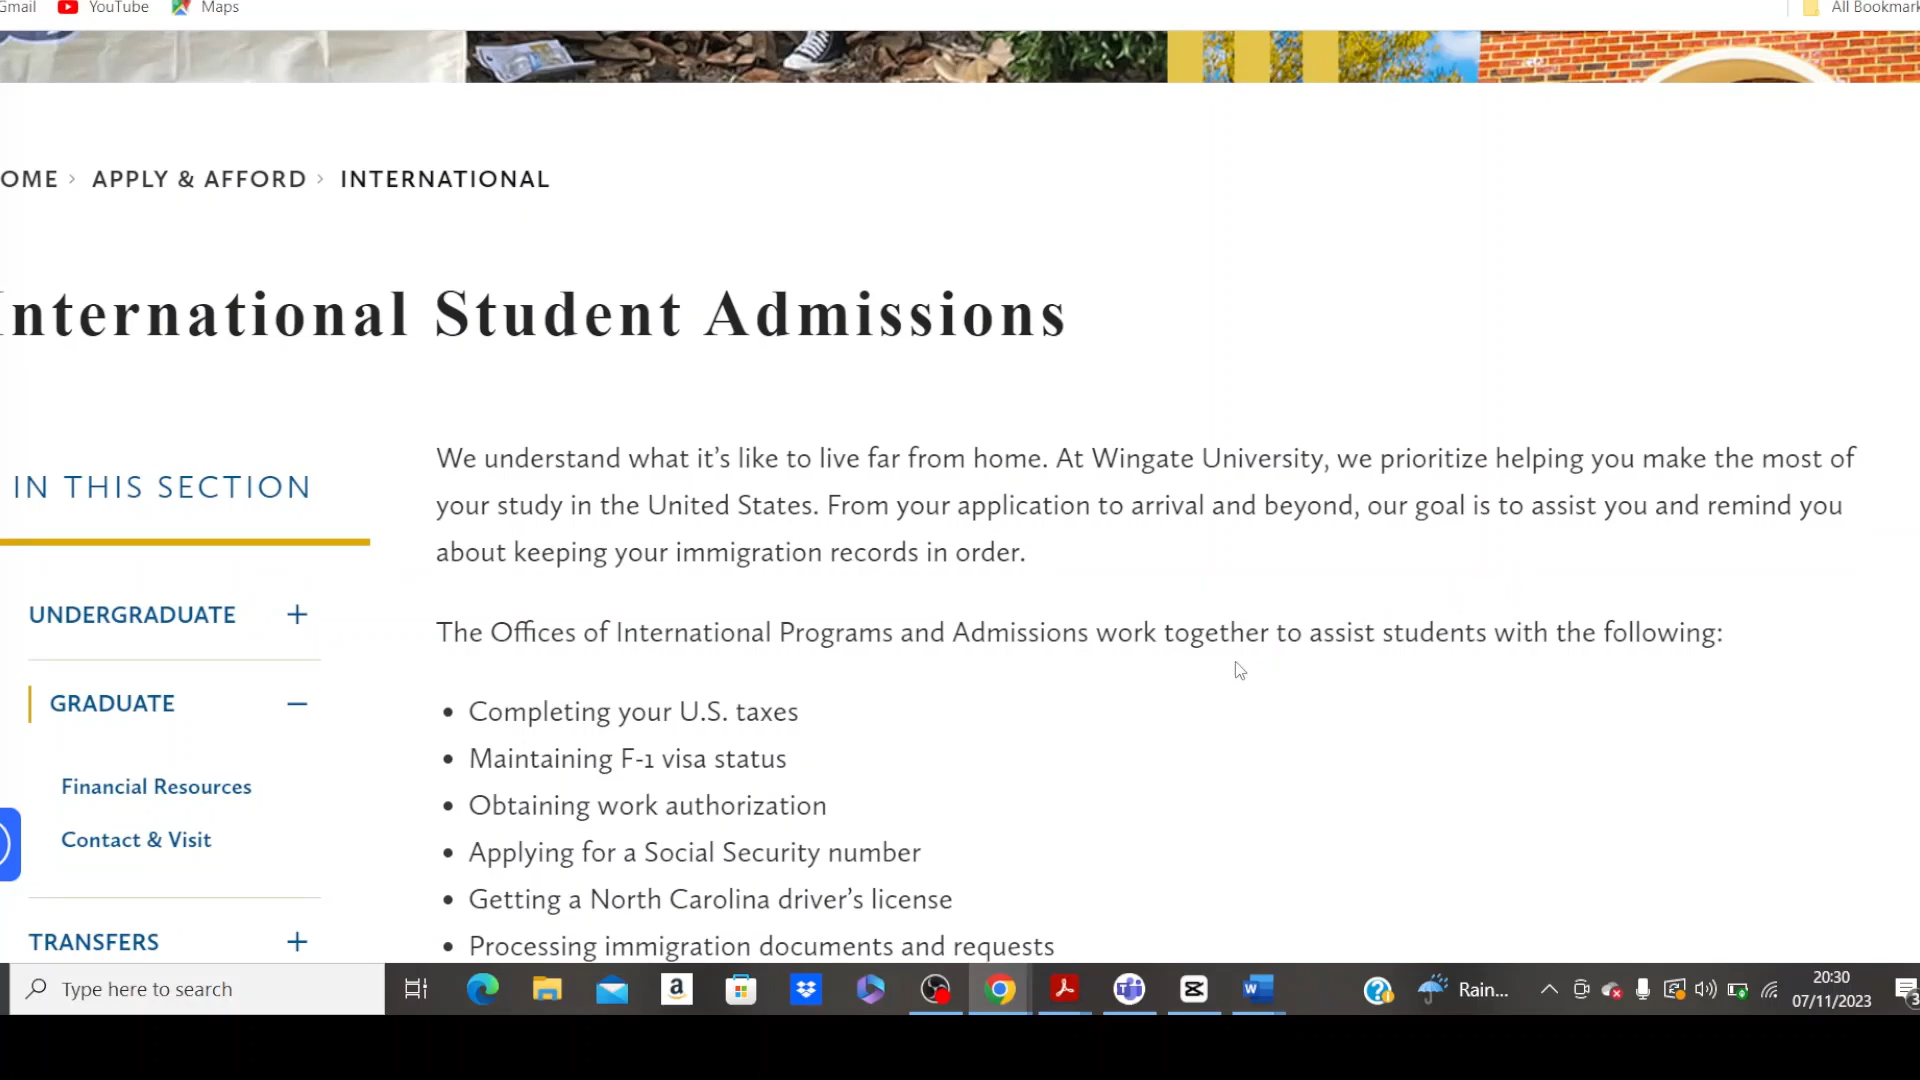 Gmail YouTube Maps All Bookmark
OME > APPLY & AFFORD > INTERNATIONAL
nternational Student Admissions
IN THIS SECTION
UNDERGRADUATE +
GRADUATE −
Financial Resources
Contact & Visit
TRANSFERS +
We understand what it’s like to live far from home. At Wingate University, we prioritize helping you make the most of
your study in the United States. From your application to arrival and beyond, our goal is to assist you and remind you
about keeping your immigration records in order.
The Offices of International Programs and Admissions work together to assist students with the following:
• Completing your U.S. taxes
• Maintaining F-1 visa status
• Obtaining work authorization
• Applying for a Social Security number
• Getting a North Carolina driver’s license
• Processing immigration documents and requests
Type here to search
Rain...
20:30
07/11/2023
3